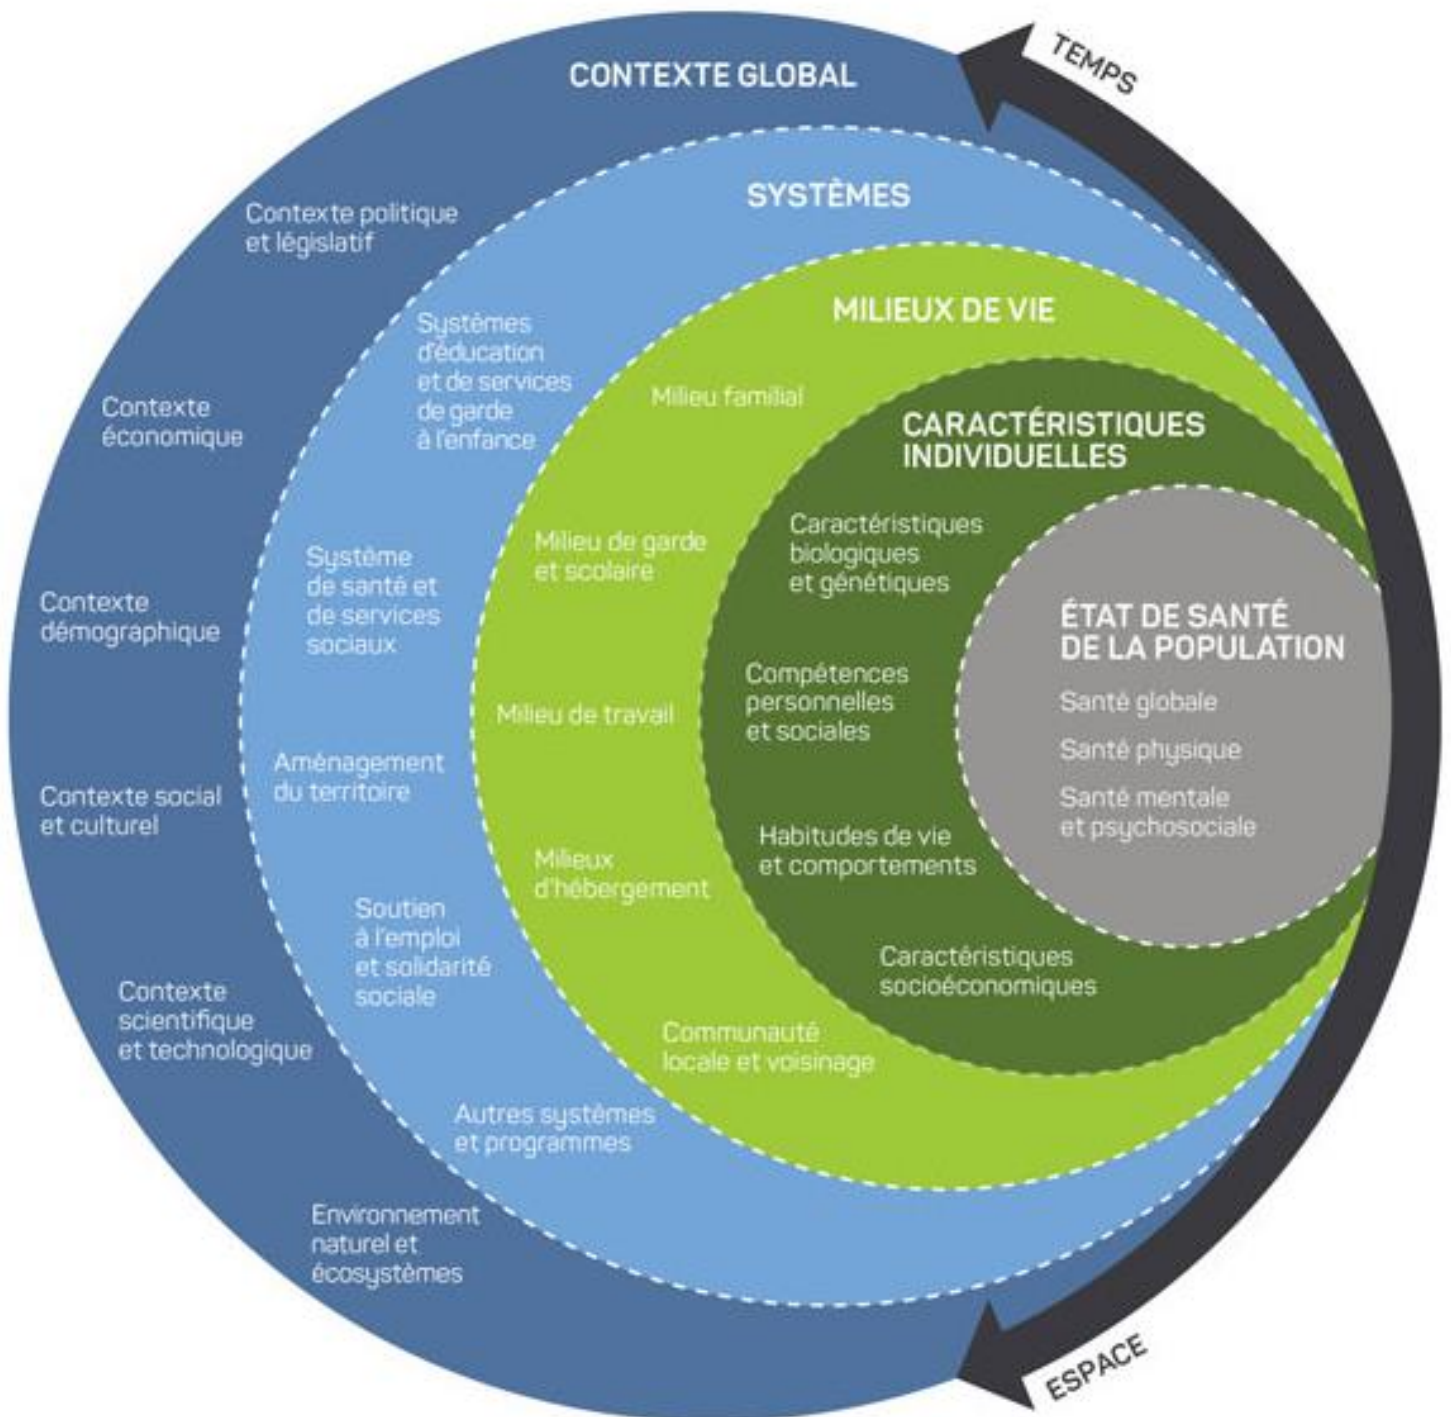 CONTEXTE GLOBAL
Contexte politique
et législatif
Contexte
économique
Contexte
démographique
Contexte social
et culturel
Contexte
scientifique
et technologique
Environnement
naturel et
écosystèmes
SYSTÈMES
Systèmes
d'éducation
et de services
de garde
à l'enfance
Système
de santé et
de services
sociaux
Aménagement
du territoire
Soutien
à l'emploi
et solidarité
sociale
Autres systèmes
et programmes
MILIEUX DE VIE
Milieu familial
Milieu de garde
et scolaire
Milieu de travail
Milieux
d'hébergement
Communauté
locale et voisinage
CARACTÉRISTIQUES
INDIVIDUELLES
Caractéristiques
biologiques
et génétiques
Compétences
personnelles
et sociales
Habitudes de vie
et comportements
Caractéristiques
socioéconomiques
ÉTAT DE SANTÉ
DE LA POPULATION
Santé globale
Santé physique
Santé mentale
et psychosociale
TEMPS
ESPACE